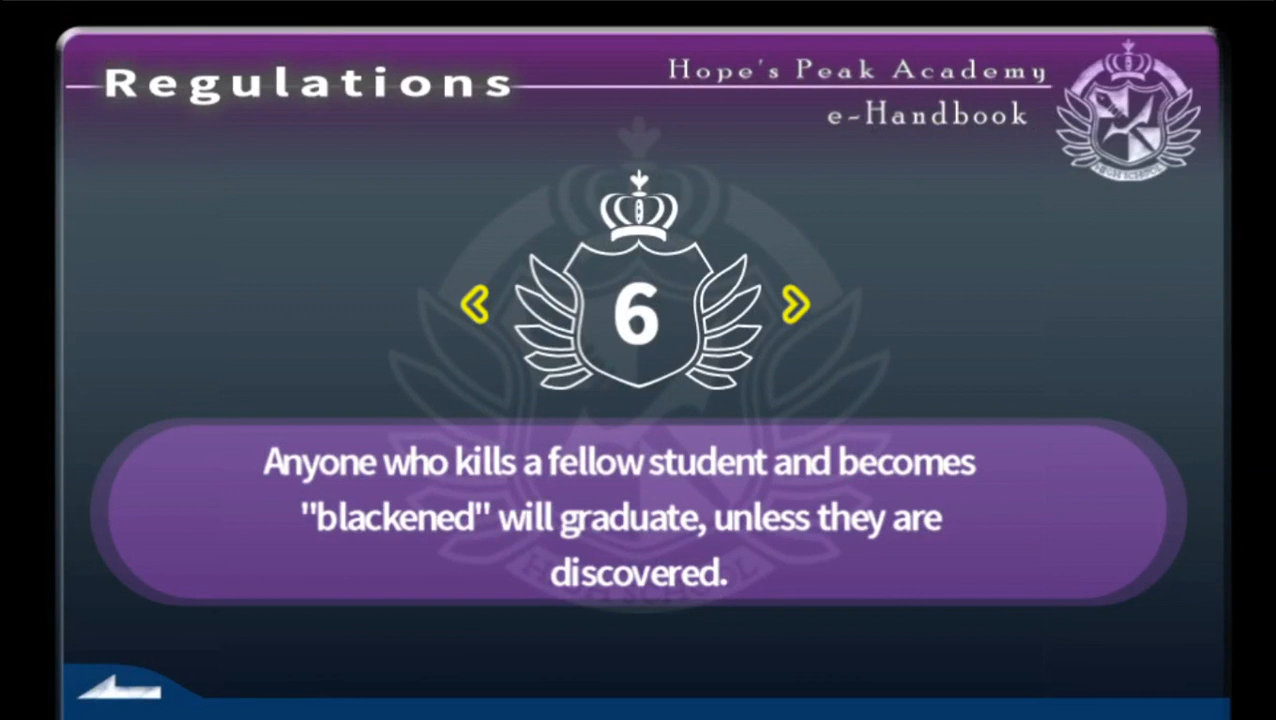 Regulations
Hope's Peak Academy
e-Handbook
6
Anyone who kills a fellow student and becomes
"blackened" will graduate, unless they are
discovered.